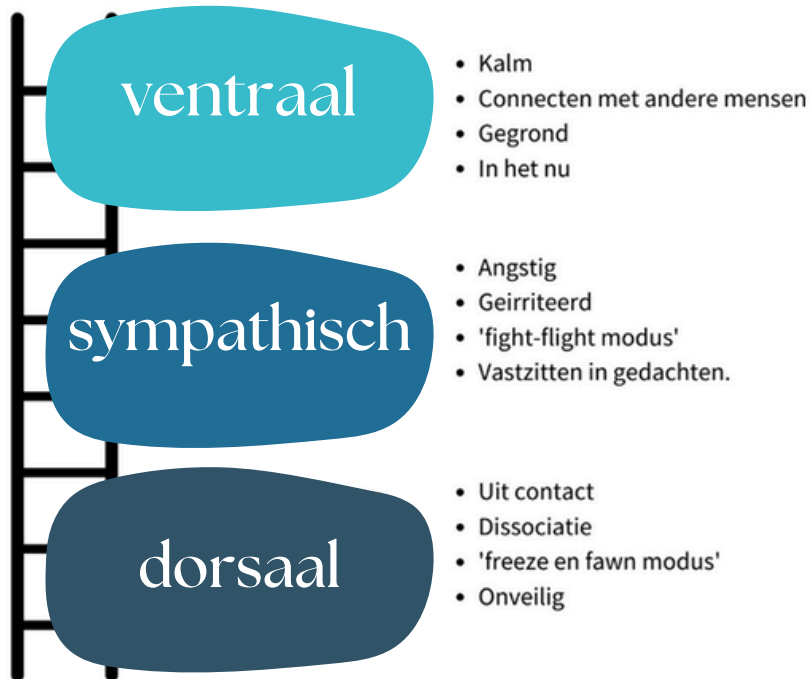 ventraal
• Kalm
• Connecten met andere mensen
• Gegrond
• In het nu
sympathisch
• Angstig
• Geirriteerd
• 'fight-flight modus'
• Vastzitten in gedachten.
dorsaal
• Uit contact
• Dissociatie
• 'freeze en fawn modus'
• Onveilig